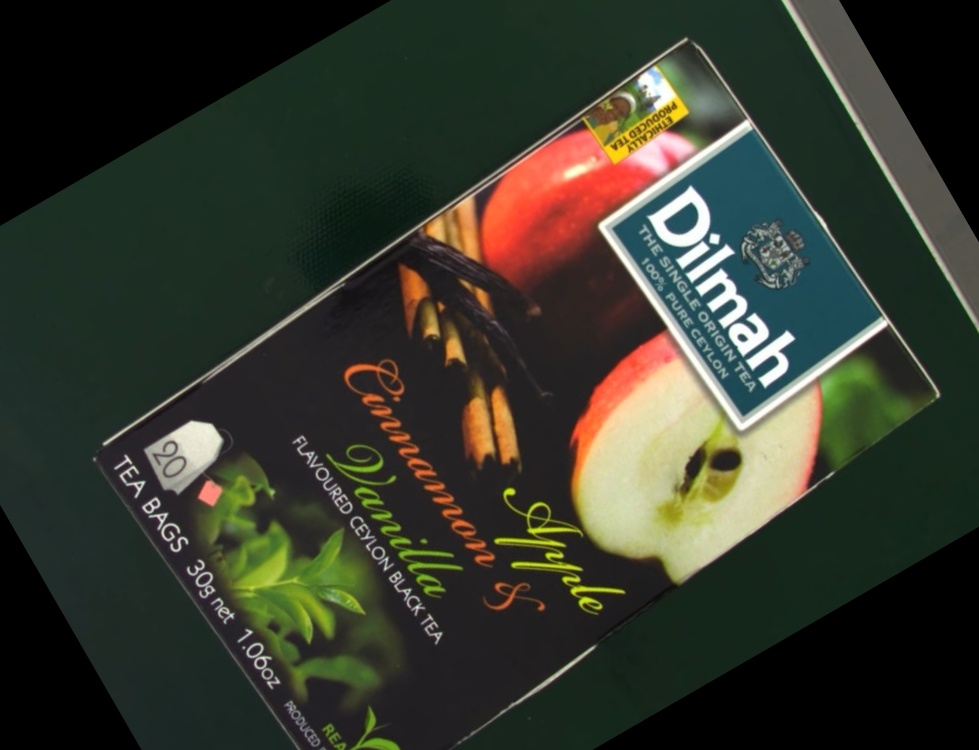 ETHICALLY
PRODUCED TEA
Dilmah
THE SINGLE ORIGIN TEA
100% PURE CEYLON
Apple
Cinnamon &
Vanilla
FLAVOURED CEYLON BLACK TEA
20
TEA BAGS 30g net 1.06oz
PRODUCED